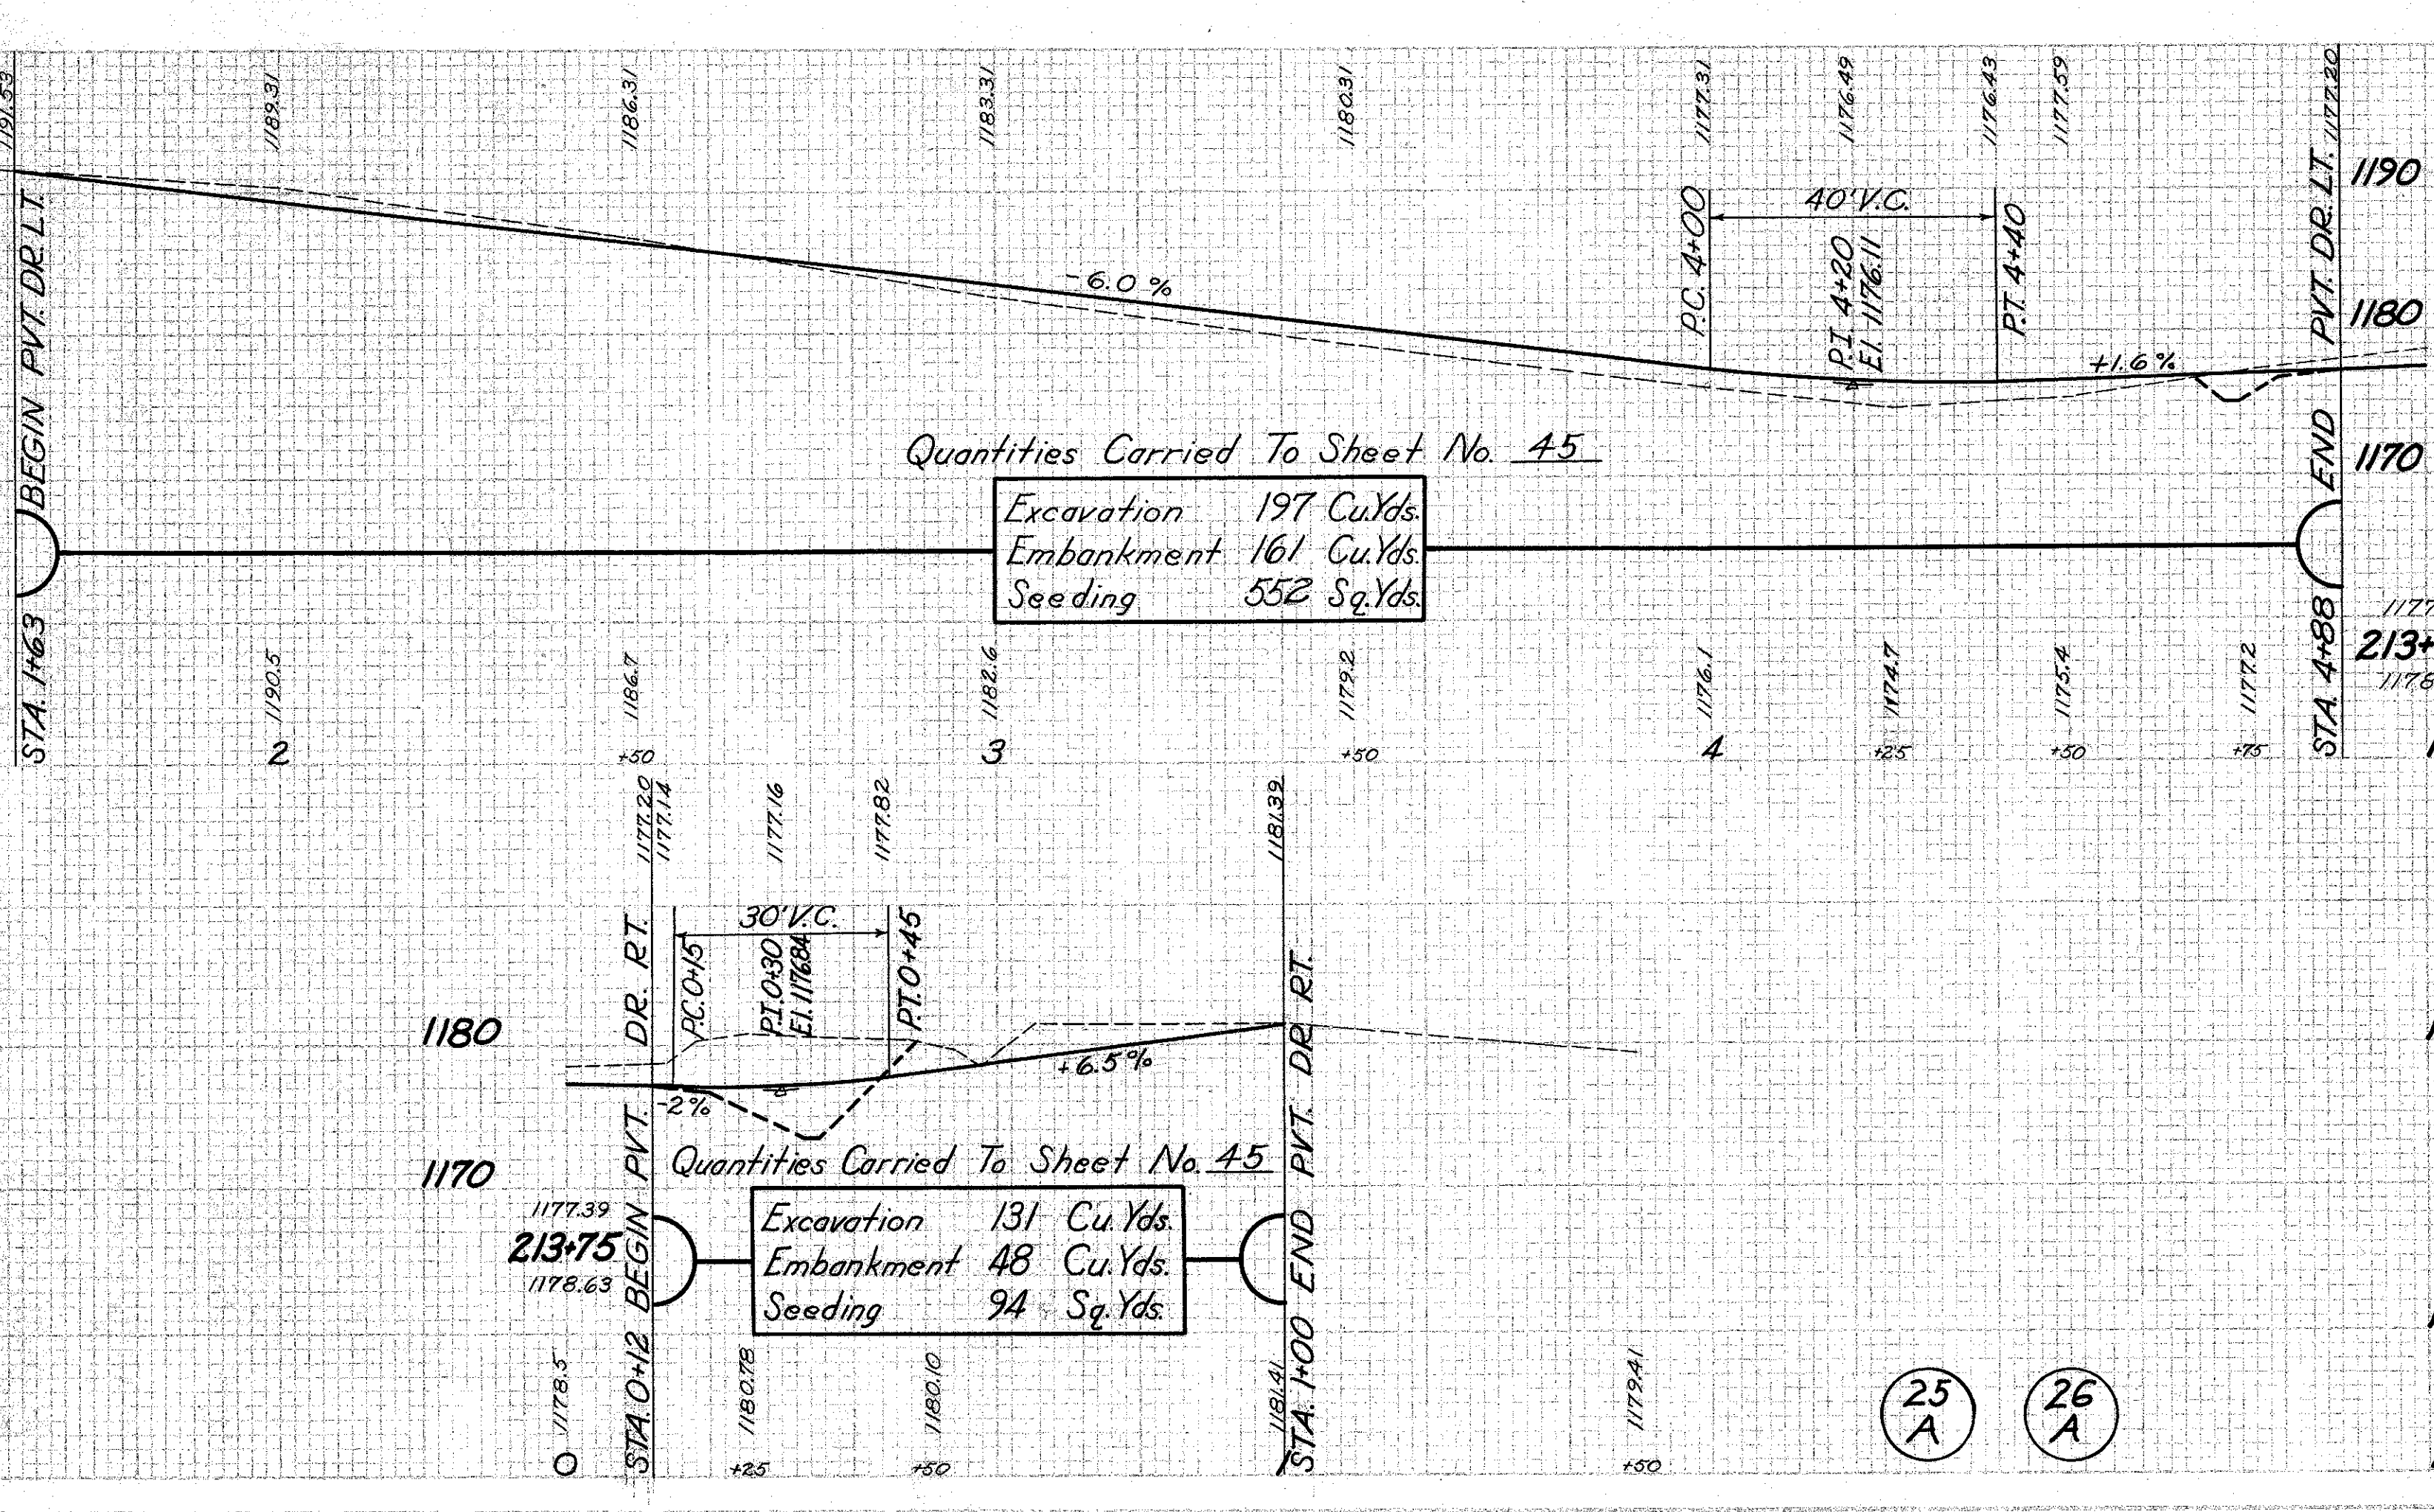 1191.53
1189.31
1186.31
1183.31
1180.31
1177.31
1176.49
1176.43
1177.59
1177.20
BEGIN PVT. DR. LT.
STA. 1+63
-6.0 %
P.C. 4+00
40' V.C.
P.I. 4+20
El. 1176.11
P.T. 4+40
+1.6 %
END PVT. DR. LT.
STA. 4+88
1190
1180
1170
Quantities Carried To Sheet No. 45
Excavation 197 Cu.Yds.
Embankment 161 Cu.Yds.
Seeding 552 Sq.Yds.
1177
213+
1178
1190.5
1186.7
1182.6
1179.2
1176.1
1174.7
1175.4
1177.2
2
+50
3
+50
4
+25
+50
+75
1177.20
1177.14
1177.16
1177.82
1181.39
30' V.C.
P.C. 0+15
P.I. 0+30
El. 1176.84
P.T. 0+45
1180
1170
-2%
+6.5%
STA. 0+12 BEGIN PVT. DR. RT.
STA. 1+00 END PVT. DR. RT.
Quantities Carried To Sheet No. 45
Excavation 131 Cu. Yds.
Embankment 48 Cu. Yds.
Seeding 94 Sq. Yds.
1177.39
213+75
1178.63
1178.5
1180.78
1180.10
1181.41
1179.41
0
+25
+50
1
+50
25
A
26
A